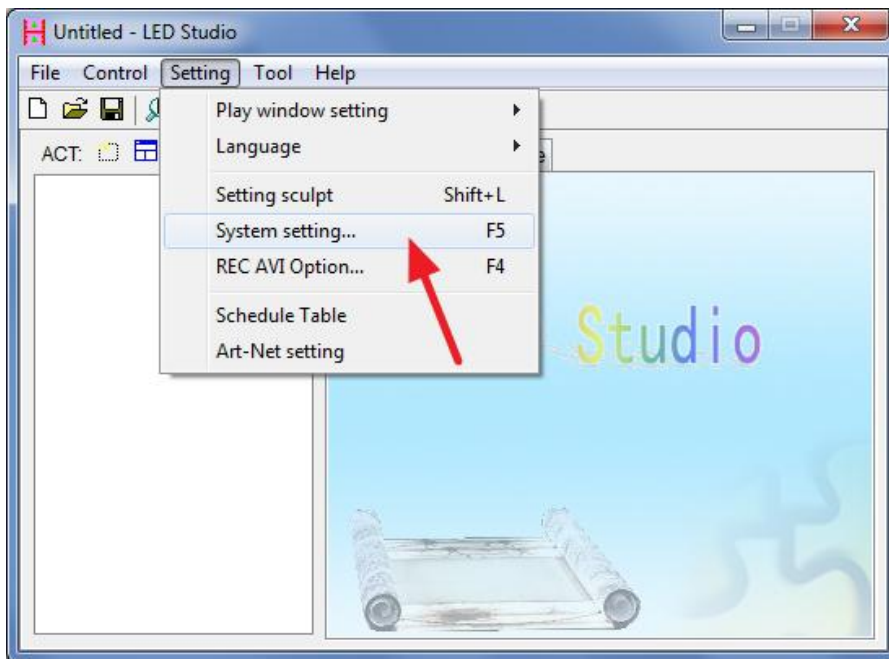 Untitled - LED Studio
File Control Setting Tool Help
Play window setting
ACT:
Language
Setting sculpt Shift+L
System setting... F5
REC AVI Option... F4
Schedule Table
Art-Net setting
Studio